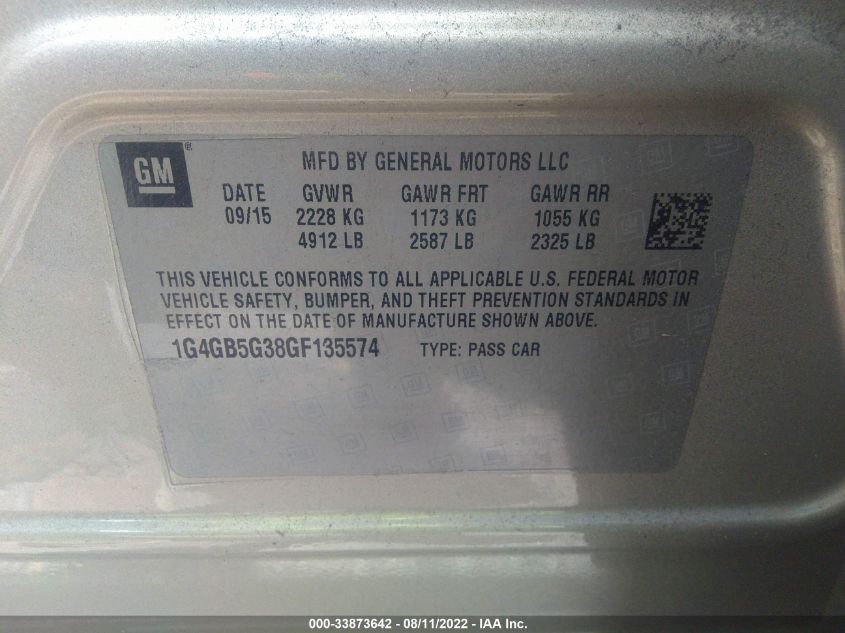 GM ®
MFD BY GENERAL MOTORS LLC
DATE GVWR GAWR FRT GAWR RR
09/15 2228 KG 1173 KG 1055 KG
4912 LB 2587 LB 2325 LB
THIS VEHICLE CONFORMS TO ALL APPLICABLE U.S. FEDERAL MOTOR
VEHICLE SAFETY, BUMPER, AND THEFT PREVENTION STANDARDS IN
EFFECT ON THE DATE OF MANUFACTURE SHOWN ABOVE.
1G4GB5G38GF135574 TYPE: PASS CAR
000-33873642 - 08/11/2022 - IAA Inc.